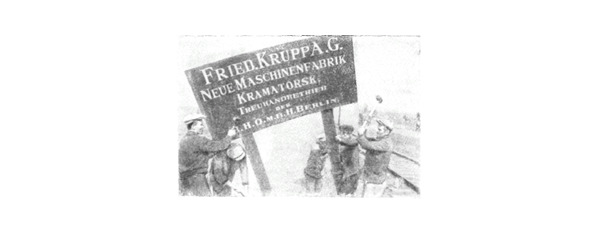 FRIED. KRUPP A.G.
NEUE MASCHINENFABRIK
KRAMATORSK.
TREUHANDBETRIEB
DER
B.H.O.M.B.H. BERLIN.